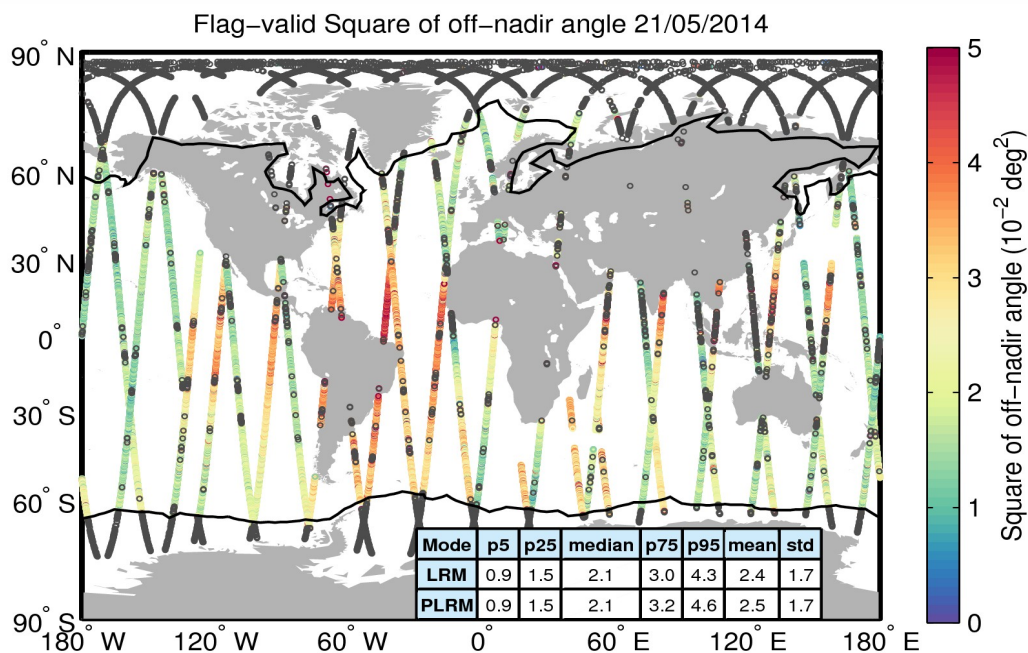 Flag−valid Square of off−nadir angle 21/05/2014
90° N
60° N
30° N
0°
30° S
60° S
90° S
180° W
120° W
60° W
0°
60° E
120° E
180° E
Mode p5 p25 median p75 p95 mean std
LRM 0.9 1.5 2.1 3.0 4.3 2.4 1.7
PLRM 0.9 1.5 2.1 3.2 4.6 2.5 1.7
5
4
3
2
1
0
Square of off−nadir angle (10⁻² deg²)